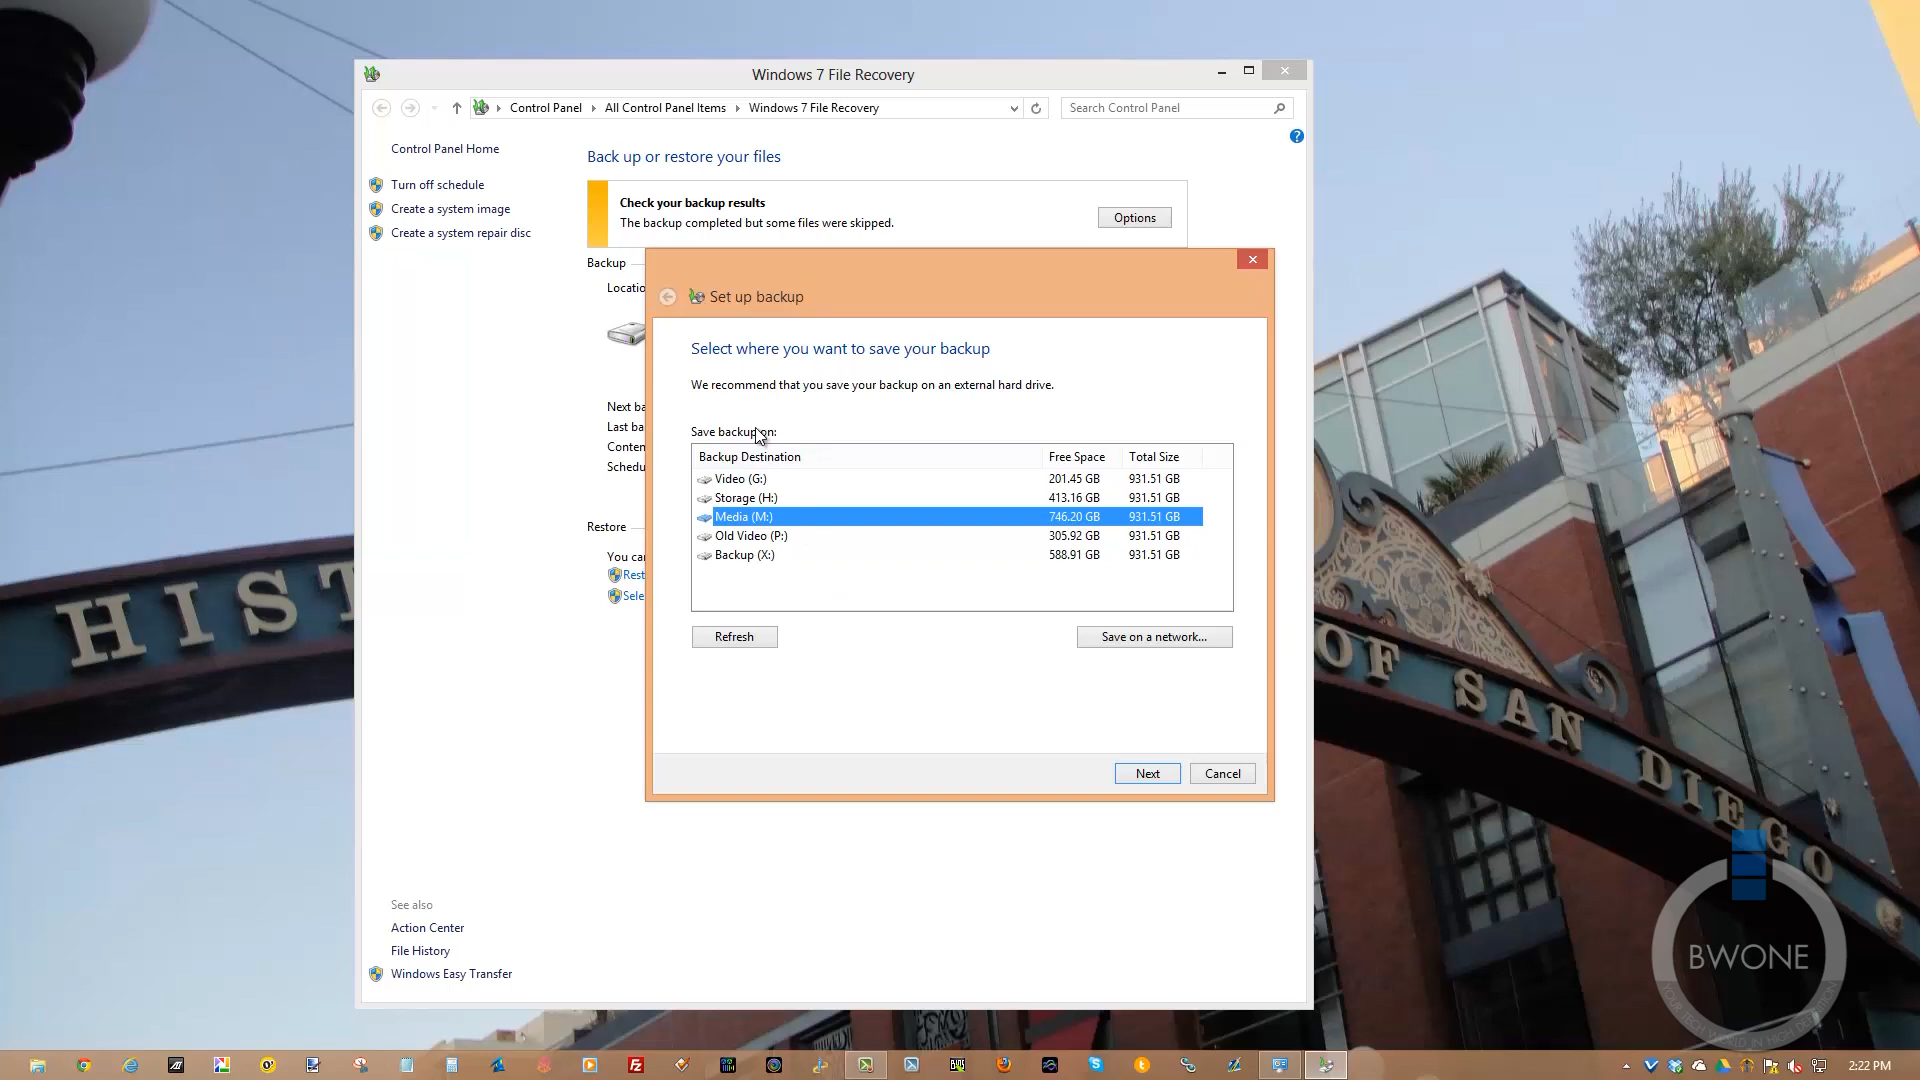 Windows 7 File Recovery
Control Panel
All Control Panel Items
Windows 7 File Recovery
Search Control Panel
Control Panel Home
Turn off schedule
Create a system image
Create a system repair disc
Back up or restore your files
Check your backup results
The backup completed but some files were skipped.
Options
Backup
Locatio
Next ba
Last ba
Conten
Schedu
Restore
You can
Rest
Sele
Set up backup
Select where you want to save your backup
We recommend that you save your backup on an external hard drive.
Save backup on:
Backup Destination Free Space Total Size
Video (G:) 201.45 GB 931.51 GB
Storage (H:) 413.16 GB 931.51 GB
Media (M:) 746.20 GB 931.51 GB
Old Video (P:) 305.92 GB 931.51 GB
Backup (X:) 588.91 GB 931.51 GB
Refresh
Save on a network...
Next
Cancel
See also
Action Center
File History
Windows Easy Transfer
HIST
OF SAN DIEGO
BWONE
YOUR TECH WORLD IN HIGH DEFINITION
2:22 PM